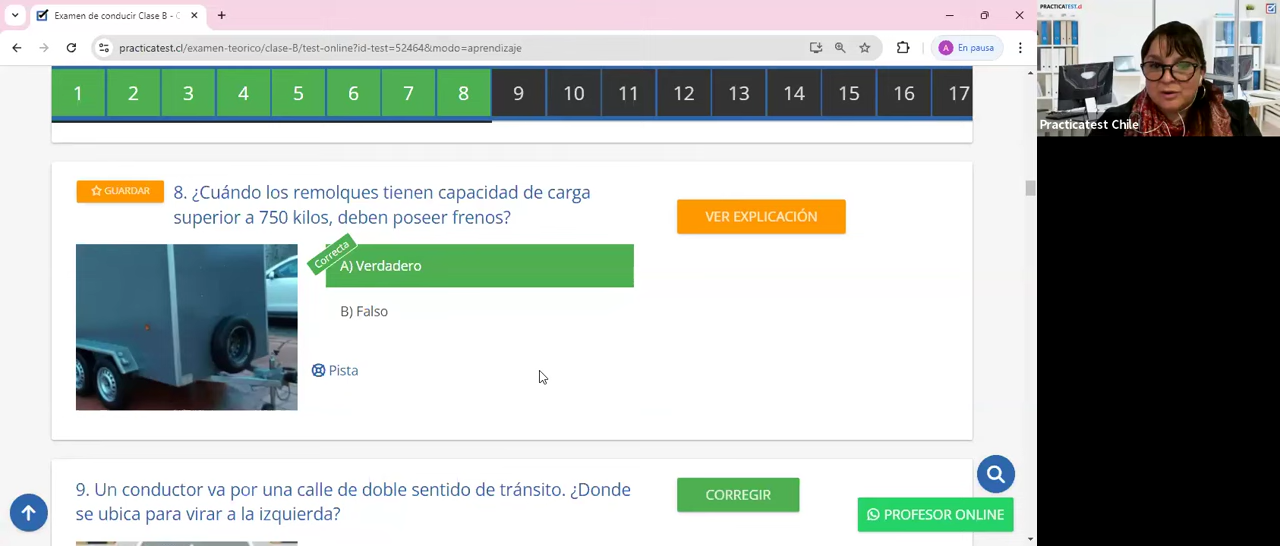 Examen de conducir Clase B - C
practicatest.cl/examen-teorico/clase-B/test-online?id-test=52464&modo=aprendizaje
A
En pausa
PRACTICATEST.cl
Practicatest Chile
1 2 3 4 5 6 7 8 9 10 11 12 13 14 15 16 17
GUARDAR
8. ¿Cuándo los remolques tienen capacidad de carga
superior a 750 kilos, deben poseer frenos?
VER EXPLICACIÓN
Correcta
A) Verdadero
B) Falso
Pista
9. Un conductor va por una calle de doble sentido de tránsito. ¿Donde
se ubica para virar a la izquierda?
CORREGIR
PROFESOR ONLINE